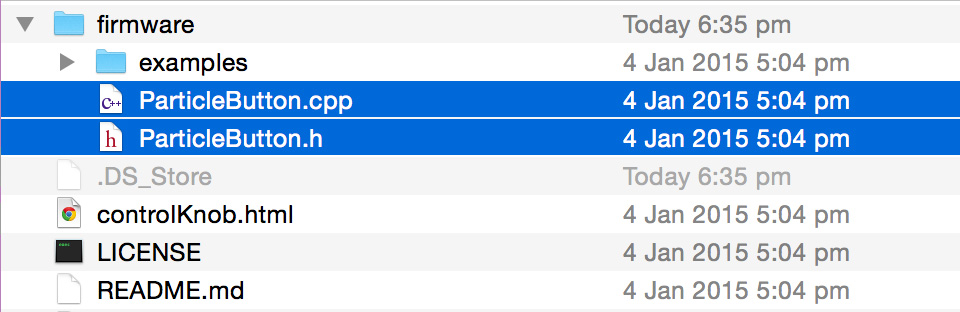 firmware Today 6:35 pm
examples 4 Jan 2015 5:04 pm
C++ ParticleButton.cpp 4 Jan 2015 5:04 pm
h ParticleButton.h 4 Jan 2015 5:04 pm
.DS_Store Today 6:35 pm
controlKnob.html 4 Jan 2015 5:04 pm
LICENSE 4 Jan 2015 5:04 pm
README.md 4 Jan 2015 5:04 pm